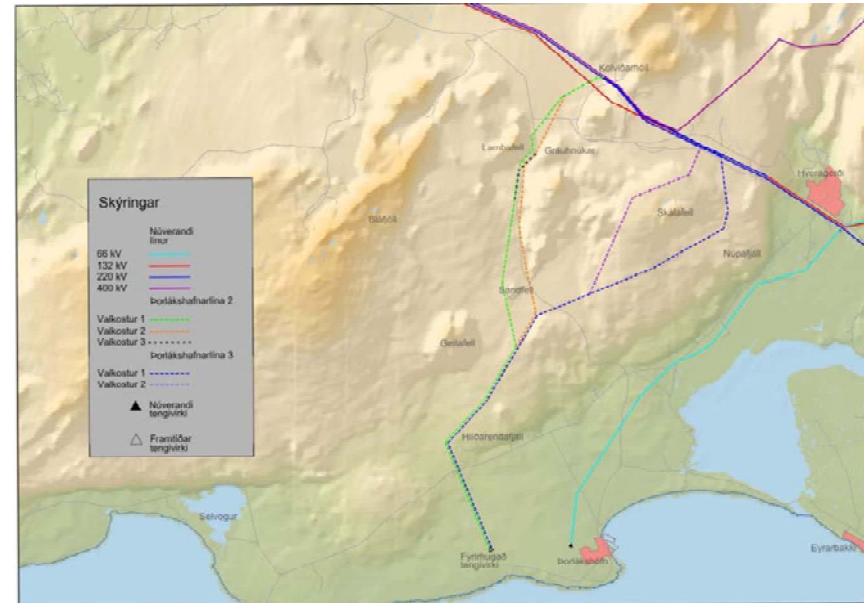 Kolviðarhóll
Lambafell
Gráuhnúkar
Hveragerði
Skálafell
Núpafjall
Sandfell
Geitafell
Hlíðarendafjall
Selvogur
Fyrirhugað
tengivirki
Þorlákshöfn
Eyrarbakki
Skýringar
Núverandi
línur
66 kV
132 kV
220 kV
400 kV
Þorlákshafnarlína 2
Valkostur 1
Valkostur 2
Valkostur 3
Þorlákshafnarlína 3
Valkostur 1
Valkostur 2
Núverandi
tengivirki
Framtíðar
tengivirki